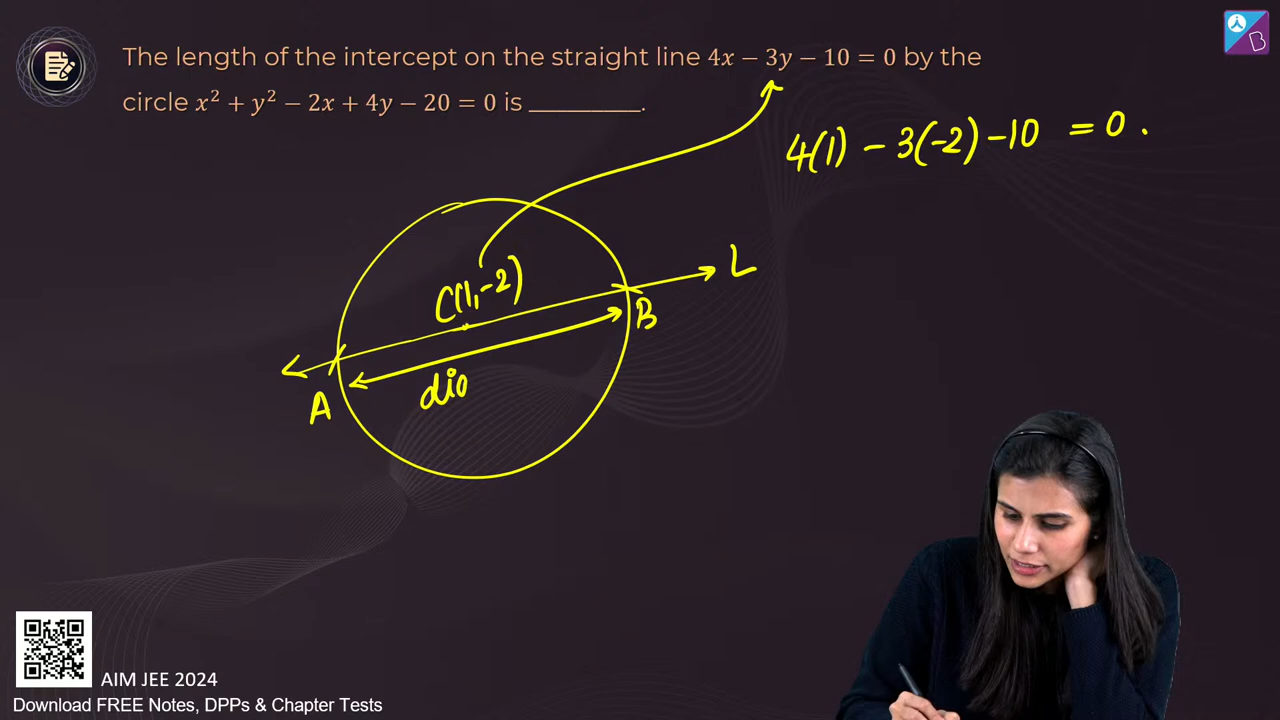 The length of the intercept on the straight line 4x − 3y − 10 = 0 by the
circle x² + y² − 2x + 4y − 20 = 0 is __________.
4(1) − 3(−2) − 10 = 0.
C(1,−2)
L
B
A
dia
AIM JEE 2024
Download FREE Notes, DPPs & Chapter Tests
B